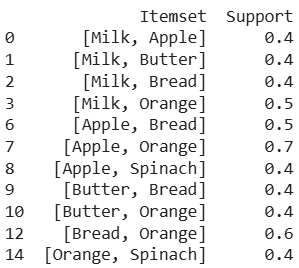 Itemset Support
0 [Milk, Apple] 0.4
1 [Milk, Butter] 0.4
2 [Milk, Bread] 0.4
3 [Milk, Orange] 0.5
6 [Apple, Bread] 0.5
7 [Apple, Orange] 0.7
8 [Apple, Spinach] 0.4
9 [Butter, Bread] 0.4
10 [Butter, Orange] 0.4
12 [Bread, Orange] 0.6
14 [Orange, Spinach] 0.4